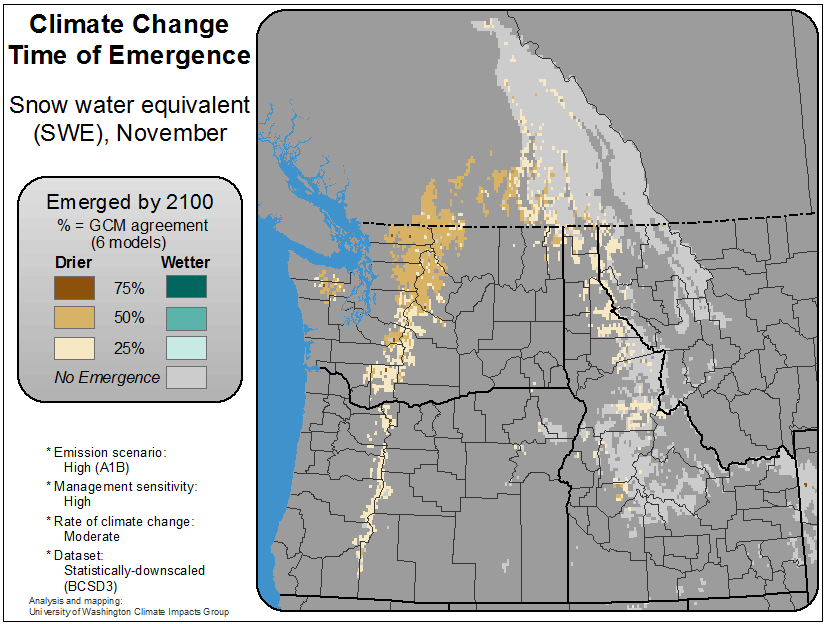 Climate Change
Time of Emergence
Snow water equivalent
(SWE), November
Emerged by 2100
% = GCM agreement
(6 models)
Drier Wetter
75%
50%
25%
No Emergence
* Emission scenario:
High (A1B)
* Management sensitivity:
High
* Rate of climate change:
Moderate
* Dataset:
Statistically-downscaled
(BCSD3)
Analysis and mapping:
University of Washington Climate Impacts Group